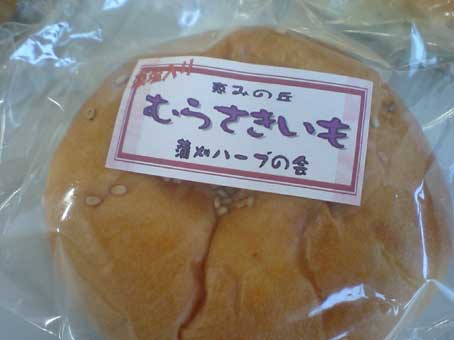 恵みの丘
むらさきいも
蒲刈ハーブの会